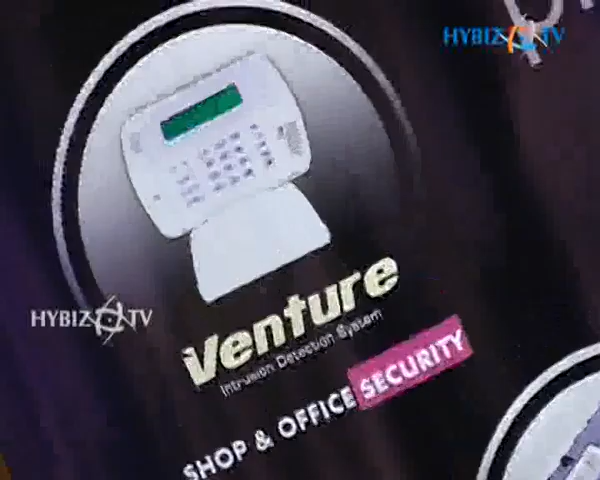 HYBIZ TV
HYBIZ TV
Venture
Intrusion Detection System
SHOP & OFFICE SECURITY